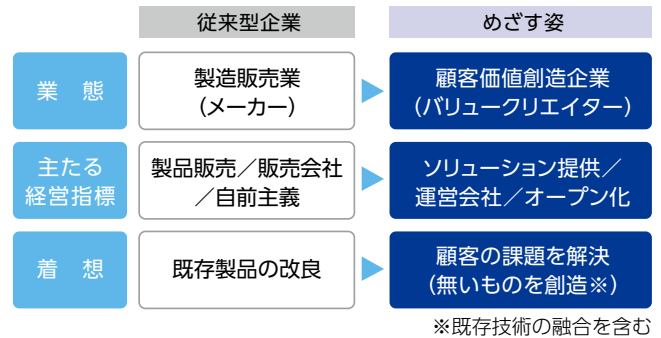 従来型企業
めざす姿
業　態
製造販売業
（メーカー）
顧客価値創造企業
（バリュークリエイター）
主たる
経営指標
製品販売／販売会社
／自前主義
ソリューション提供／
運営会社／オープン化
着　想
既存製品の改良
顧客の課題を解決
（無いものを創造※）
※既存技術の融合を含む